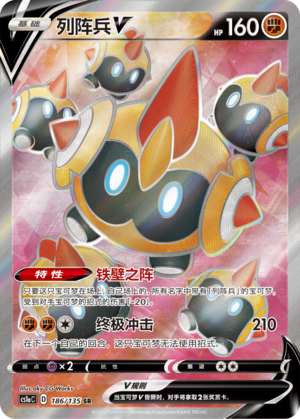 基础 列阵兵V HP160
特性 铁壁之阵
只要这只宝可梦在场上，自己场上的，所有名字中带有「列阵兵」的宝可梦，
受到对手宝可梦的招式的伤害「-20」。
终极冲击 210
在下一个自己的回合，这只宝可梦无法使用招式。
弱点 ×2 抗性 撤退
Illus. aky CG Works
V规则
cs1a C D 186/135 SR
当宝可梦V昏厥时，对手将拿取2张奖赏卡。